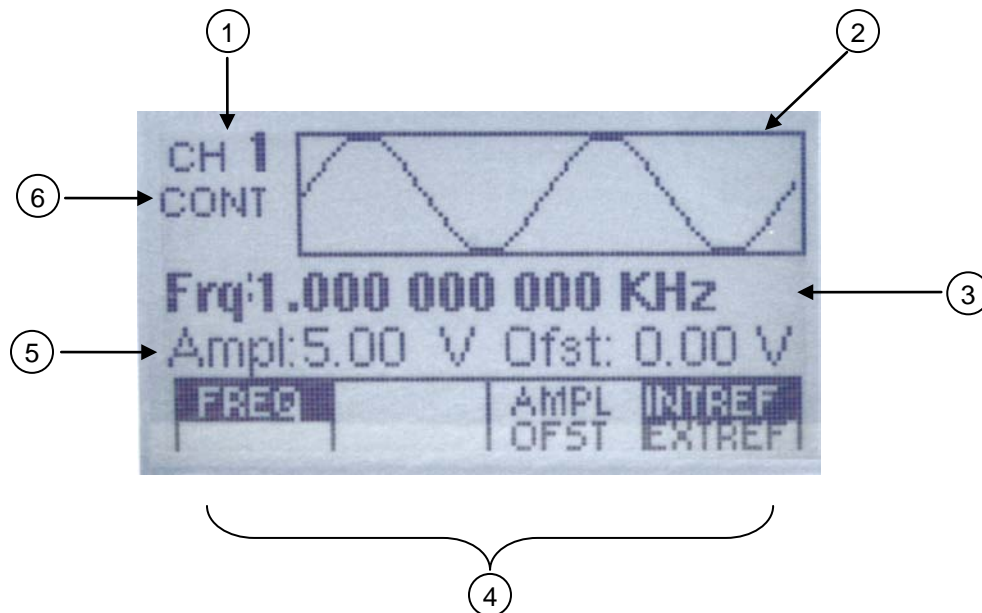 1
2
CH 1
6
CONT
Frq:1.000 000 000 KHz
3
5
Ampl:5.00 V Ofst: 0.00 V
FREQ
AMPL
OFST
INTREF
EXTREF
4